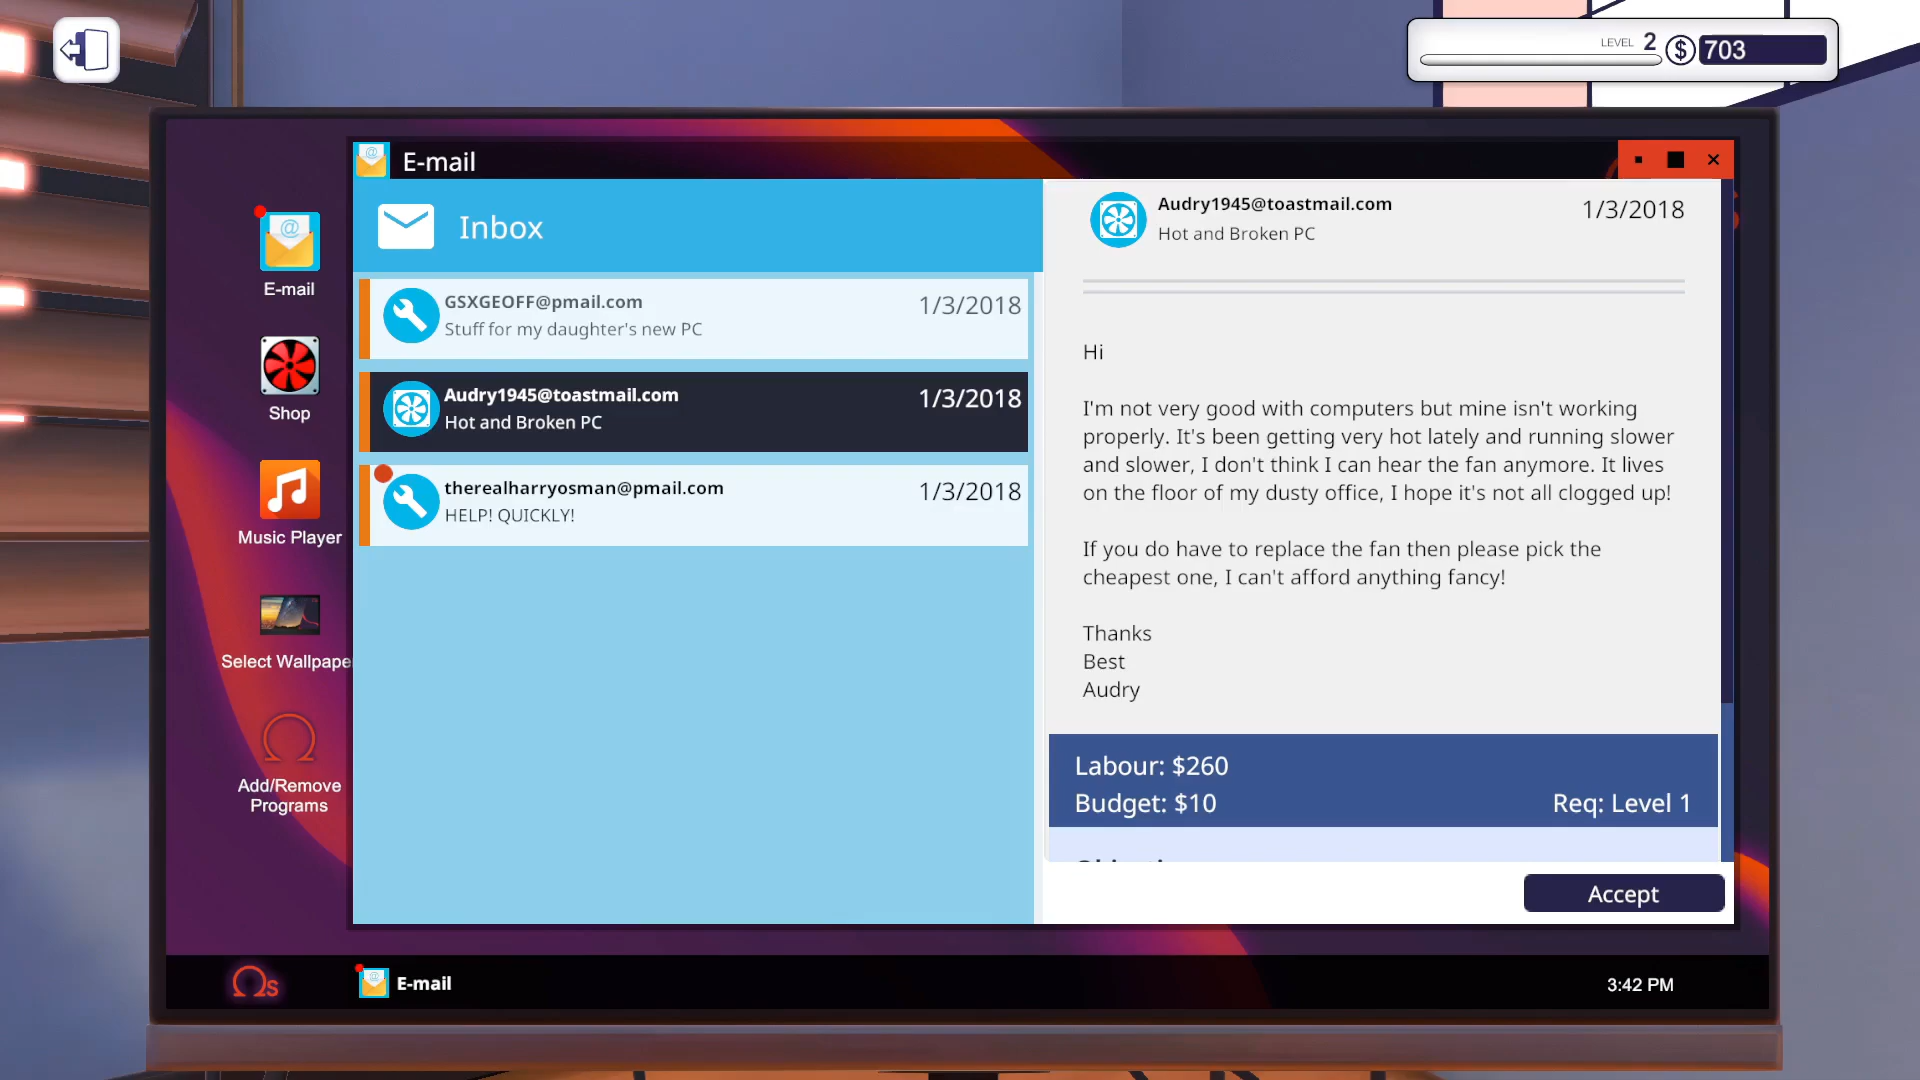 LEVEL 2
$ 703
E-mail
Inbox
GSXGEOFF@pmail.com
1/3/2018
Stuff for my daughter's new PC
Audry1945@toastmail.com
1/3/2018
Hot and Broken PC
therealharryosman@pmail.com
1/3/2018
HELP! QUICKLY!
Audry1945@toastmail.com
1/3/2018
Hot and Broken PC
Hi
I'm not very good with computers but mine isn't working
properly. It's been getting very hot lately and running slower
and slower, I don't think I can hear the fan anymore. It lives
on the floor of my dusty office, I hope it's not all clogged up!
If you do have to replace the fan then please pick the
cheapest one, I can't afford anything fancy!
Thanks
Best
Audry
Labour: $260
Budget: $10
Req: Level 1
Accept
E-mail
Shop
Music Player
Select Wallpape
Add/Remove
Programs
Ωs
E-mail
3:42 PM